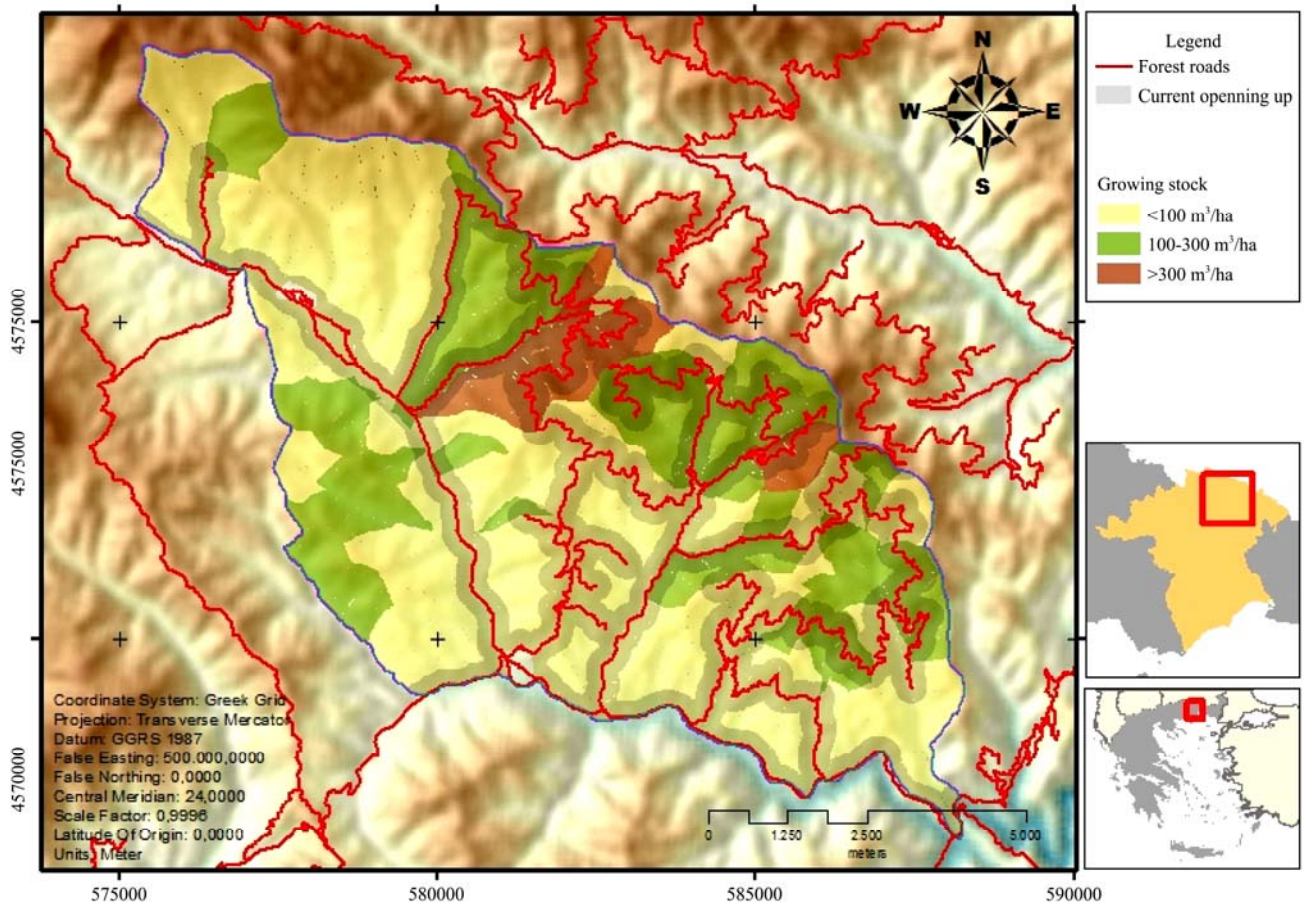 N
W E
S
Legend
Forest roads
Current openning up
Growing stock
<100 m³/ha
100-300 m³/ha
>300 m³/ha
4575000
4575000
4570000
Coordinate System: Greek Grid
Projection: Transverse Mercator
Datum: GGRS 1987
False Easting: 500.000,0000
False Northing: 0,0000
Central Meridian: 24,0000
Scale Factor: 0,9996
Latitude Of Origin: 0,0000
Units: Meter
0 1.250 2.500 5.000
meters
575000 580000 585000 590000